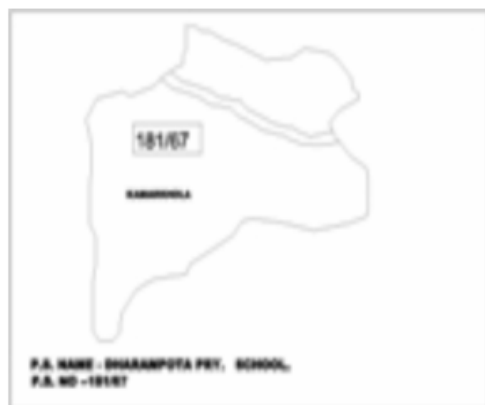 181/67
P.S. NAME - DHARAMPOTA PRY. SCHOOL,
P.S. NO -181/67